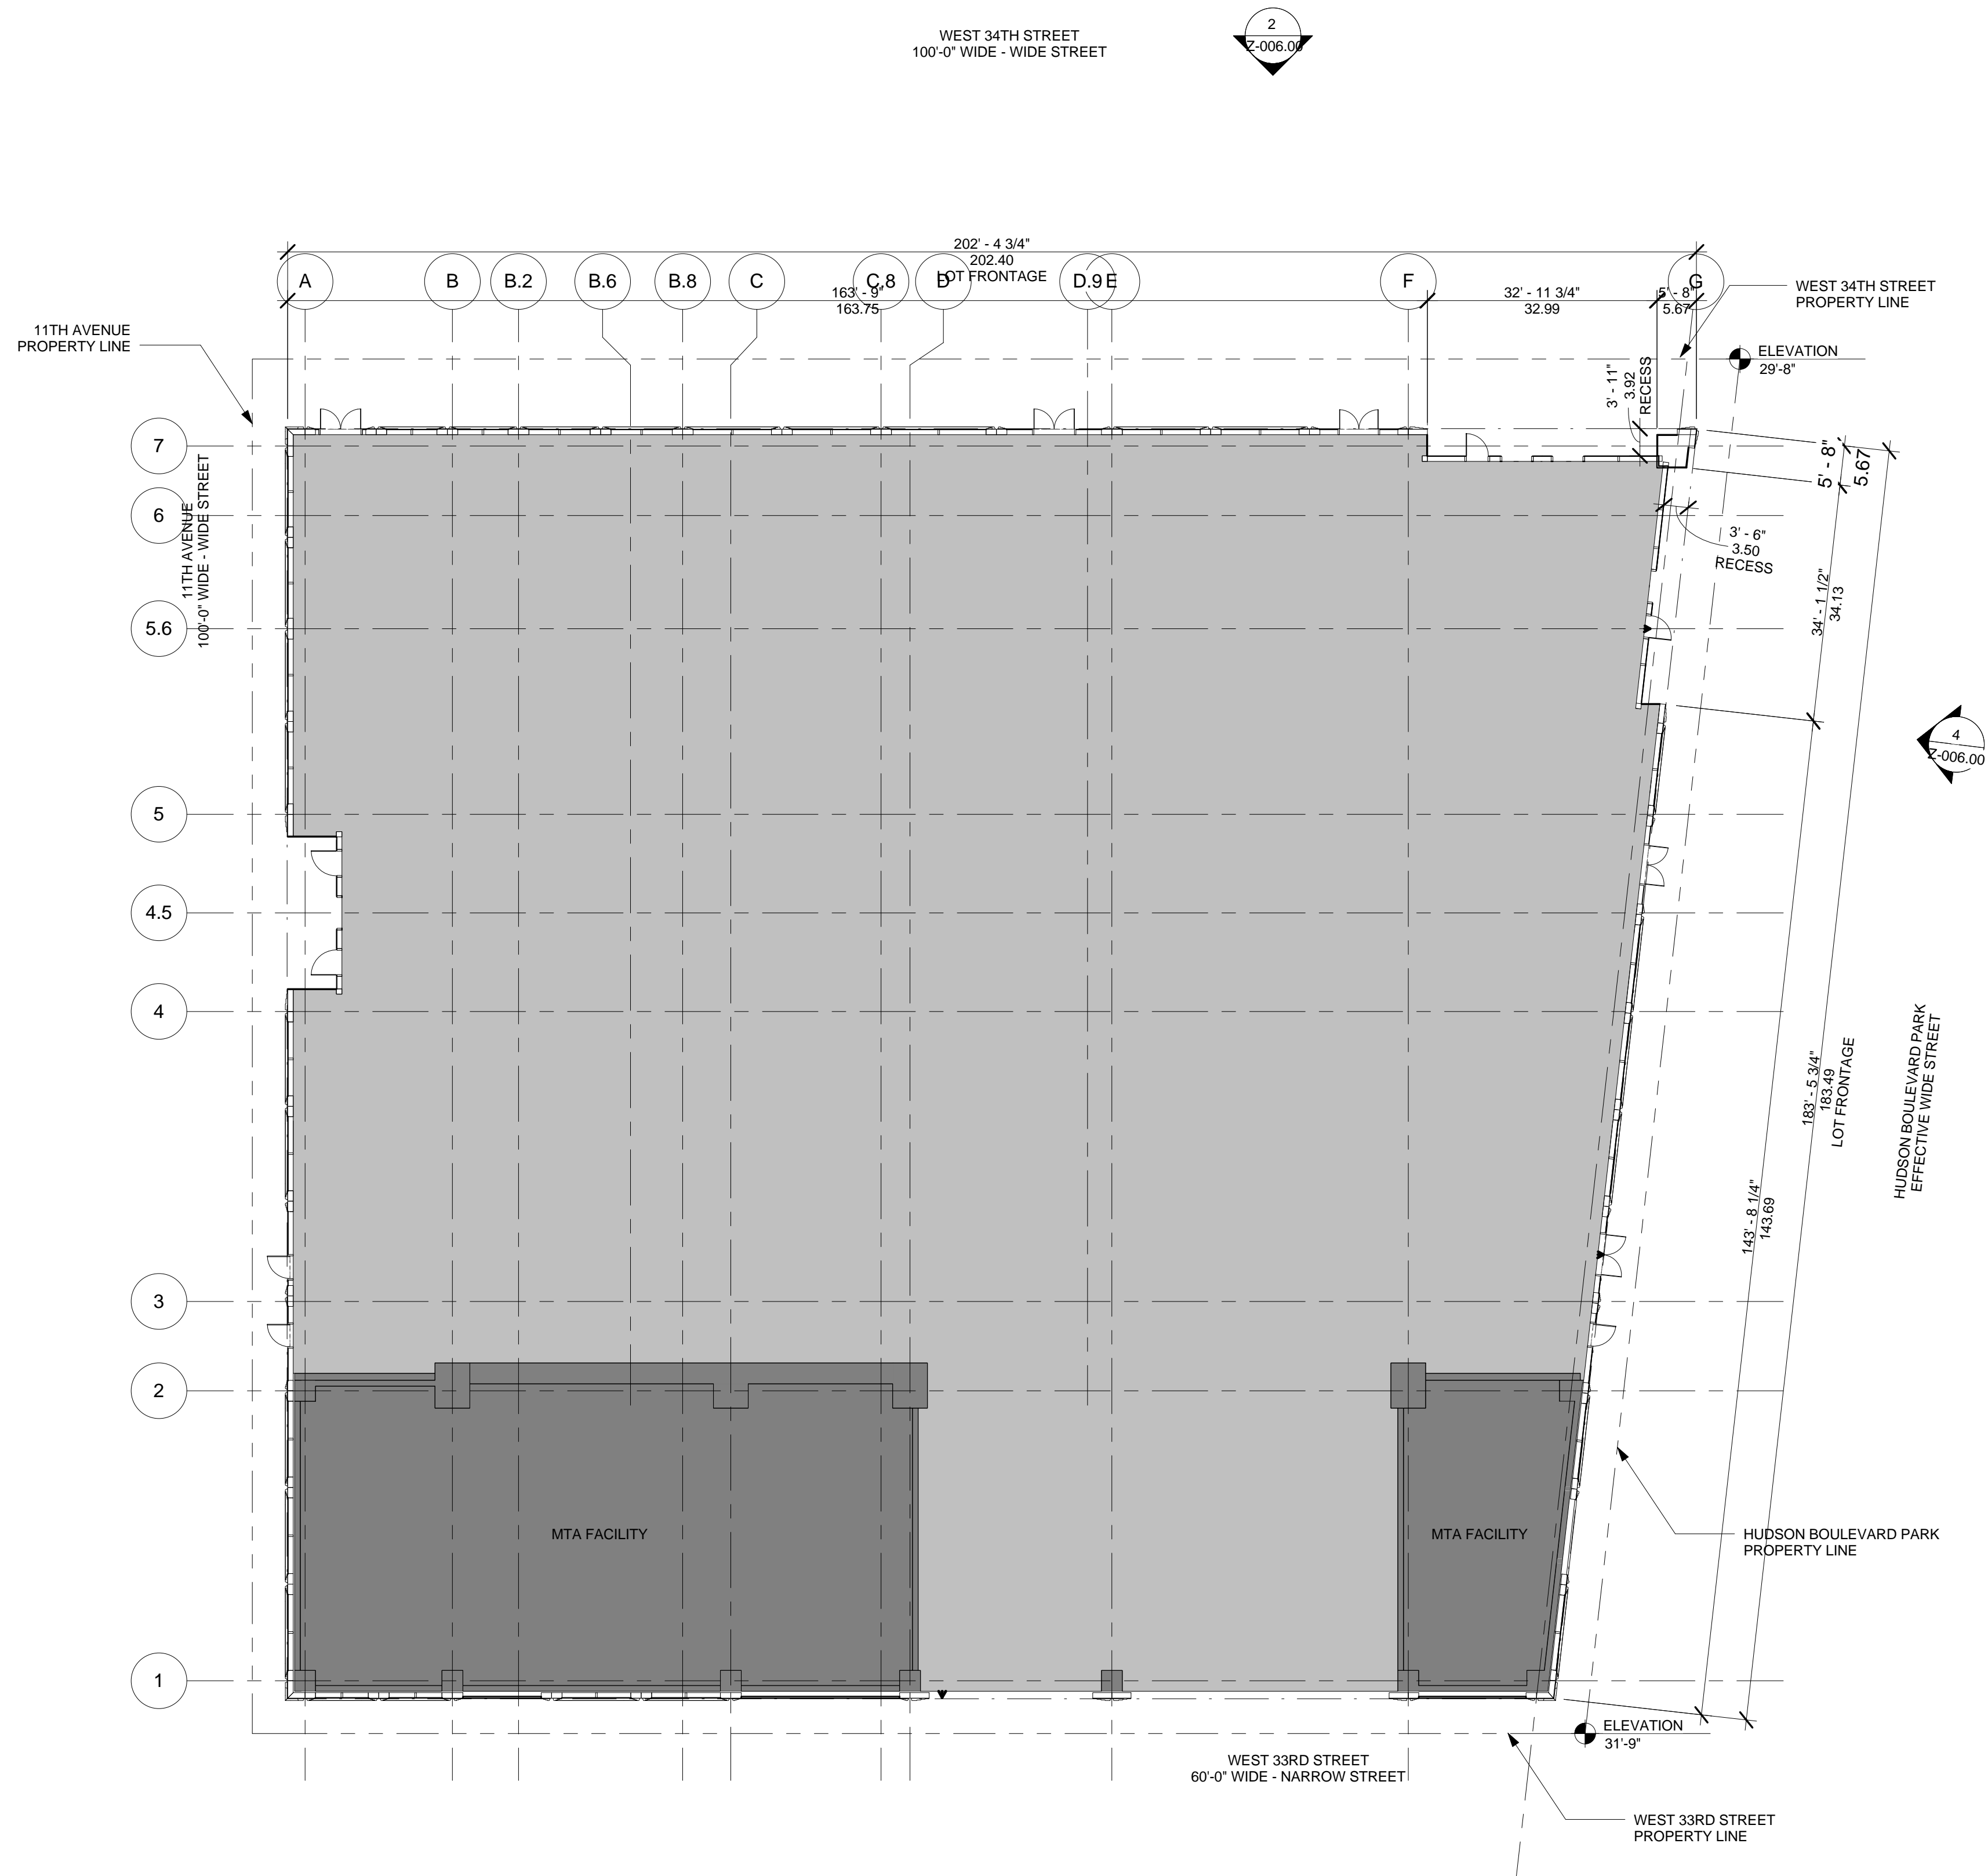 2
Z-006.00
WEST 34TH STREET
100'-0" WIDE - WIDE STREET
202' - 4 3/4"
202.40
LOT FRONTAGE
A
B
B.2
B.6
B.8
C
C.8
D
D.9
E
F
G
163' - 9"
163.75
32' - 11 3/4"
32.99
5' - 8"
5.67
WEST 34TH STREET
PROPERTY LINE
11TH AVENUE
PROPERTY LINE
ELEVATION
29'-8"
3' - 11"
3.92
RECESS
7
6
5.6
5
4.5
4
3
2
1
11TH AVENUE
100'-0" WIDE - WIDE STREET
5' - 8"
5.67
3' - 6"
3.50
RECESS
34' - 1 1/2"
34.13
4
Z-006.00
183' - 5 3/4"
183.49
LOT FRONTAGE
HUDSON BOULEVARD PARK
EFFECTIVE WIDE STREET
143' - 8 1/4"
143.69
MTA FACILITY
MTA FACILITY
HUDSON BOULEVARD PARK
PROPERTY LINE
ELEVATION
31'-9"
WEST 33RD STREET
60'-0" WIDE - NARROW STREET
WEST 33RD STREET
PROPERTY LINE